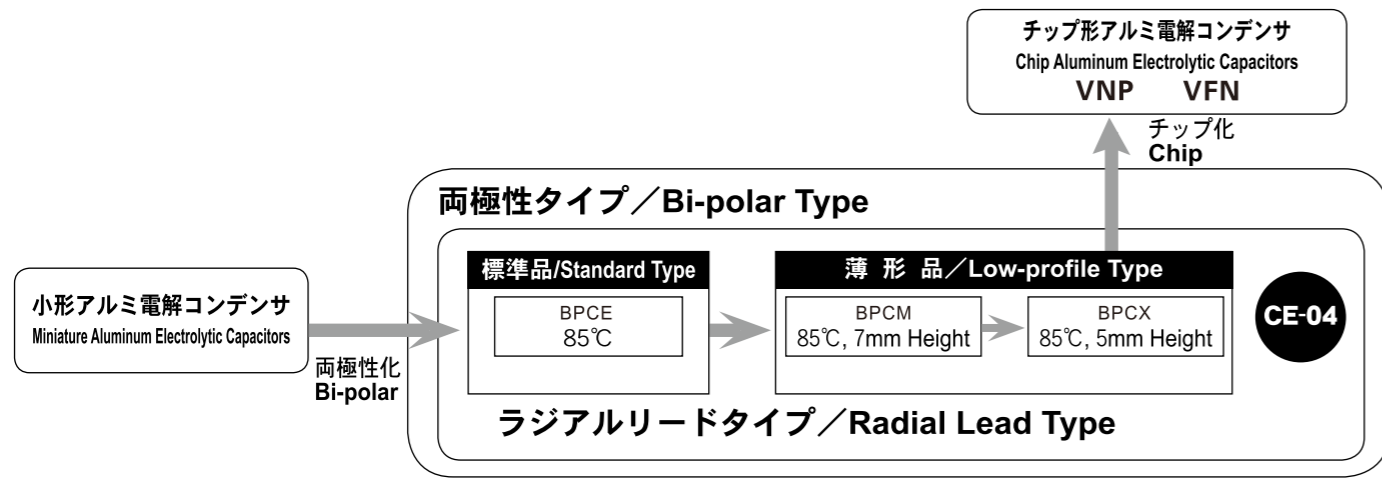 チップ形アルミ電解コンデンサ
Chip Aluminum Electrolytic Capacitors
VNP VFN
チップ化
Chip
両極性タイプ／Bi-polar Type
標準品/Standard Type
薄 形 品／Low-profile Type
小形アルミ電解コンデンサ
Miniature Aluminum Electrolytic Capacitors
両極性化
Bi-polar
BPCE
85℃
BPCM
85℃, 7mm Height
BPCX
85℃, 5mm Height
CE-04
ラジアルリードタイプ／Radial Lead Type